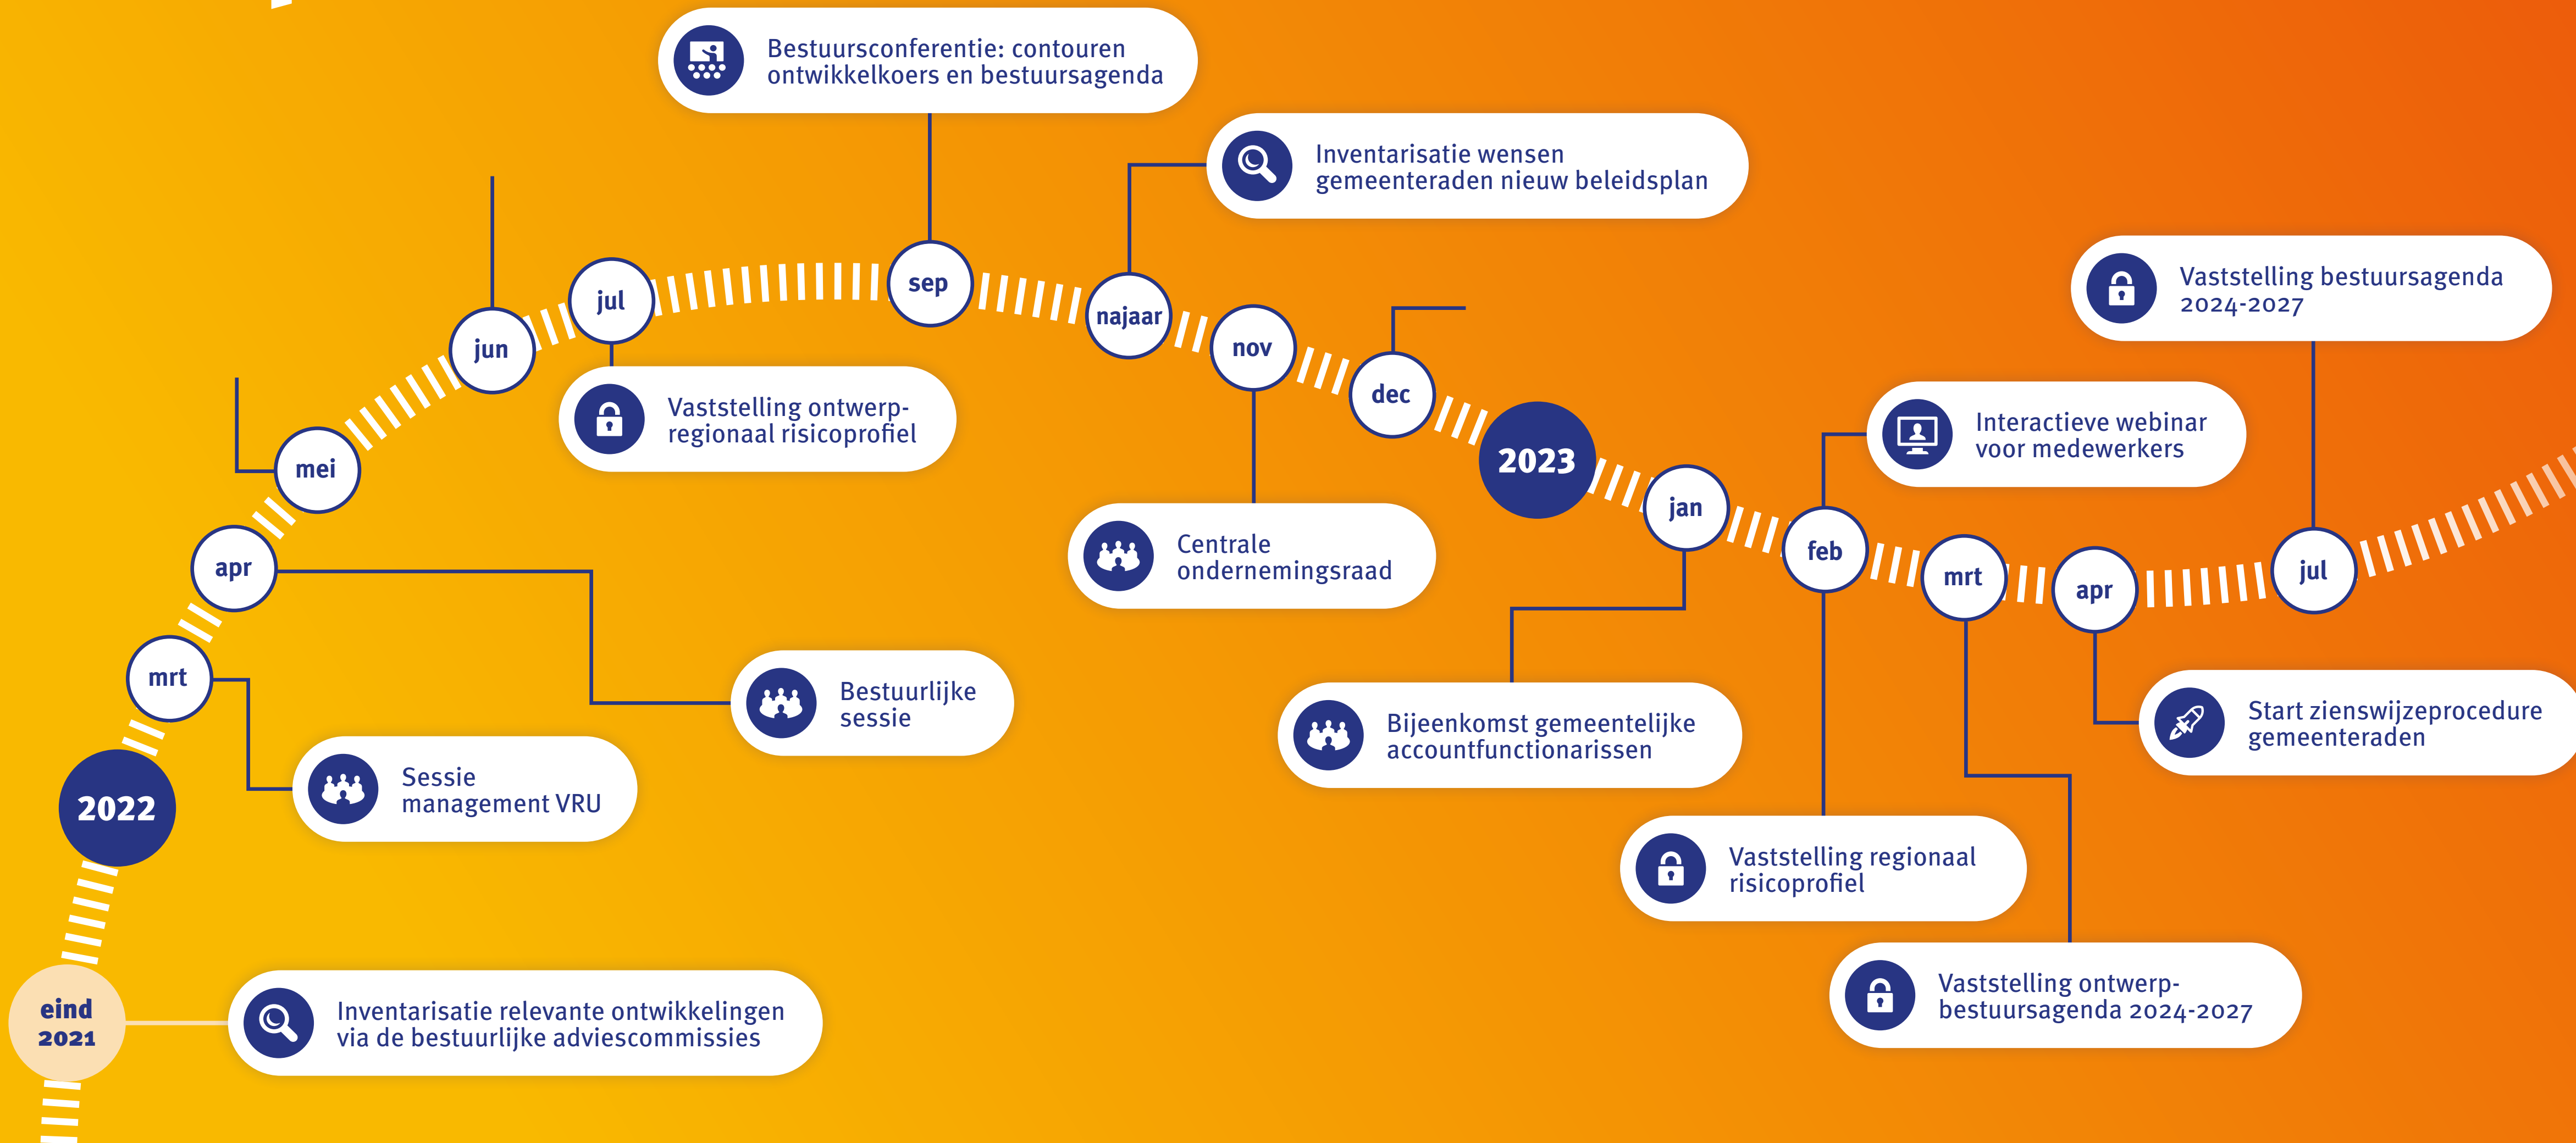 eind
2021
Inventarisatie relevante ontwikkelingen
via de bestuurlijke adviescommissies
2022
mrt
Sessie
management VRU
apr
Bestuurlijke
sessie
mei
jun
jul
Vaststelling ontwerp-
regionaal risicoprofiel
sep
Bestuursconferentie: contouren
ontwikkelkoers en bestuursagenda
najaar
Inventarisatie wensen
gemeenteraden nieuw beleidsplan
nov
Centrale
ondernemingsraad
dec
2023
jan
Bijeenkomst gemeentelijke
accountfunctionarissen
feb
Interactieve webinar
voor medewerkers
Vaststelling regionaal
risicoprofiel
mrt
Vaststelling ontwerp-
bestuursagenda 2024-2027
apr
Start zienswijzeprocedure
gemeenteraden
jul
Vaststelling bestuursagenda
2024-2027